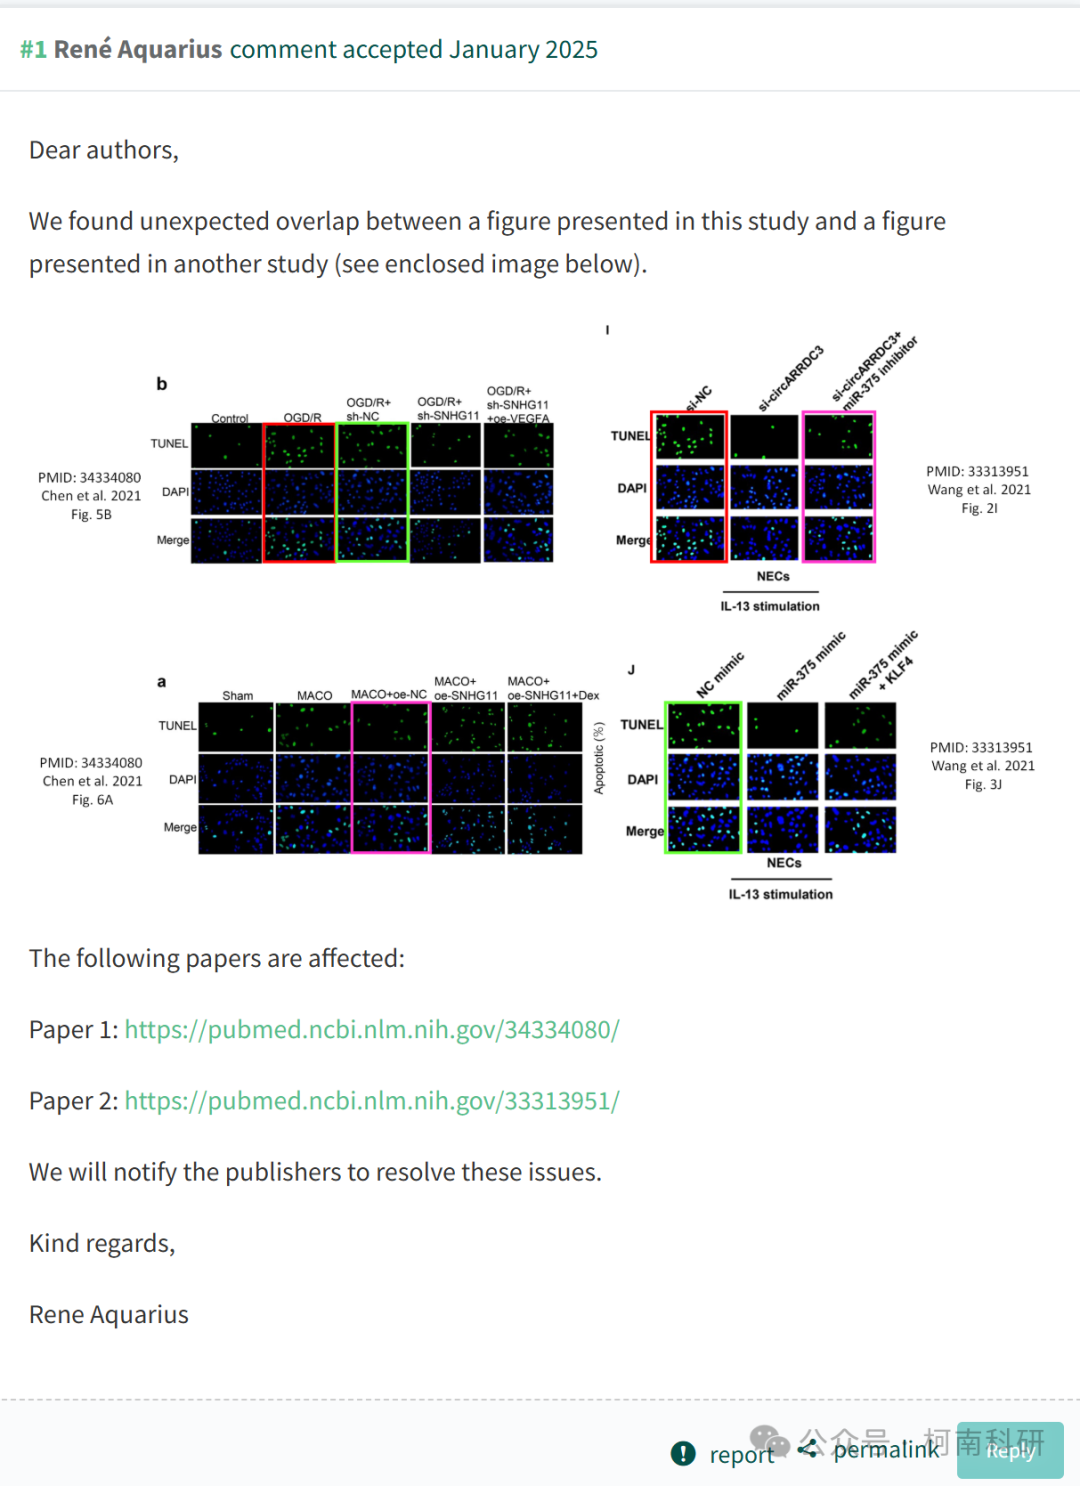 #1 René Aquarius comment accepted January 2025
Dear authors,
We found unexpected overlap between a figure presented in this study and a figure
presented in another study (see enclosed image below).
b
Control
OGD/R
OGD/R+
sh-NC
OGD/R+
sh-SNHG11
OGD/R+
sh-SNHG11
+oe-VEGFA
TUNEL
DAPI
Merge
PMID: 34334080
Chen et al. 2021
Fig. 5B
I
si-NC
si-circARRDC3
si-circARRDC3+
miR-375 inhibitor
TUNEL
DAPI
Merge
NECs
IL-13 stimulation
PMID: 33313951
Wang et al. 2021
Fig. 2I
a
Sham
MACO
MACO+oe-NC
MACO+
oe-SNHG11
MACO+
oe-SNHG11+Dex
TUNEL
DAPI
Merge
PMID: 34334080
Chen et al. 2021
Fig. 6A
Apoptotic (%)
J
NC mimic
miR-375 mimic
miR-375 mimic
+ KLF4
TUNEL
DAPI
Merge
NECs
IL-13 stimulation
PMID: 33313951
Wang et al. 2021
Fig. 3J
The following papers are affected:
Paper 1: https://pubmed.ncbi.nlm.nih.gov/34334080/
Paper 2: https://pubmed.ncbi.nlm.nih.gov/33313951/
We will notify the publishers to resolve these issues.
Kind regards,
Rene Aquarius
report permalink Reply
公众号 · 柯南科研